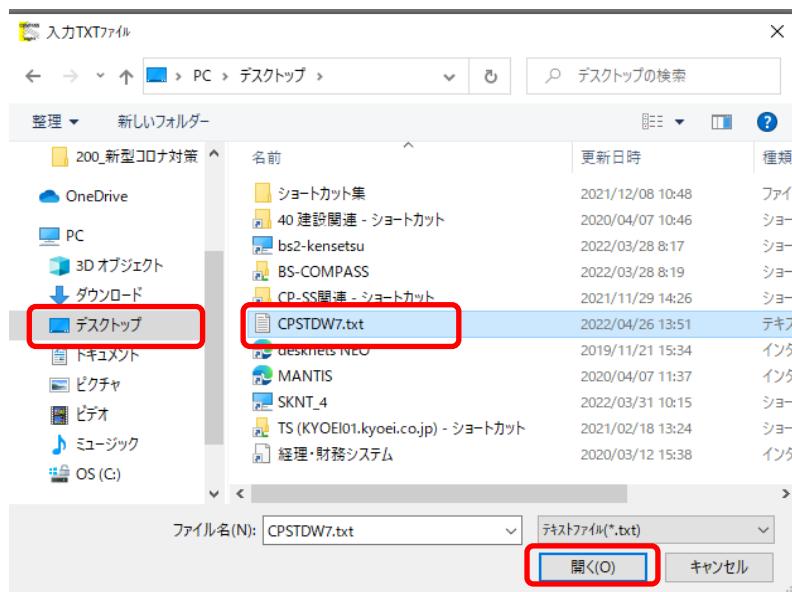 入力TXTファイル
PC › デスクトップ ›
デスクトップの検索
整理
新しいフォルダー
200_新型コロナ対策
OneDrive
PC
3D オブジェクト
ダウンロード
デスクトップ
ドキュメント
ピクチャ
ビデオ
ミュージック
OS (C:)
名前 更新日時 種類
ショートカット集 2021/12/08 10:48 ファイ
40 建設関連 - ショートカット 2020/04/07 10:46 ショー
bs2-kensetsu 2022/03/28 8:17 ショー
BS-COMPASS 2022/03/28 8:19 ショー
CP-SS関連 - ショートカット 2021/11/29 14:26 ショー
CPSTDW7.txt 2022/04/26 13:51 テキス
desknets NEO 2019/11/21 15:34 インタ
MANTIS 2020/04/07 11:37 インタ
SKNT_4 2022/03/31 10:15 ショー
TS (KYOEI01.kyoei.co.jp) - ショートカット 2021/02/18 13:24 ショー
経理・財務システム 2020/03/12 15:38 インタ
ファイル名(N): CPSTDW7.txt テキストファイル(*.txt)
開く(O) キャンセル